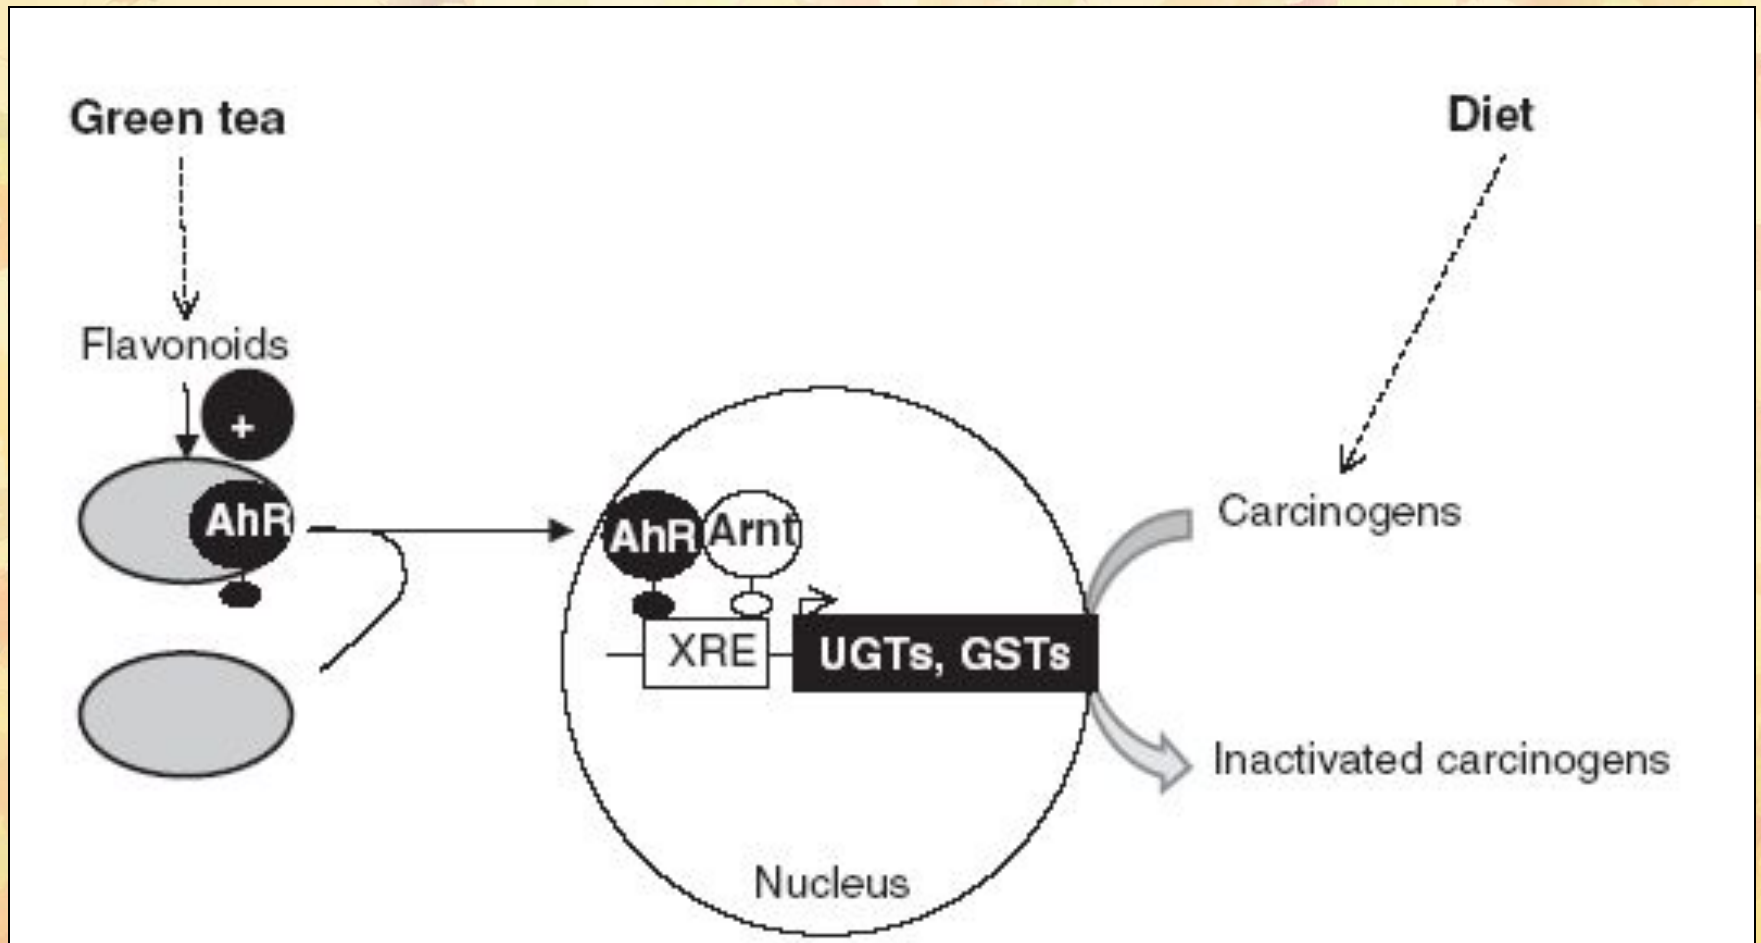 Green tea
Diet
Flavonoids
+
AhR
AhR
Arnt
Carcinogens
XRE
UGTs, GSTs
Inactivated carcinogens
Nucleus